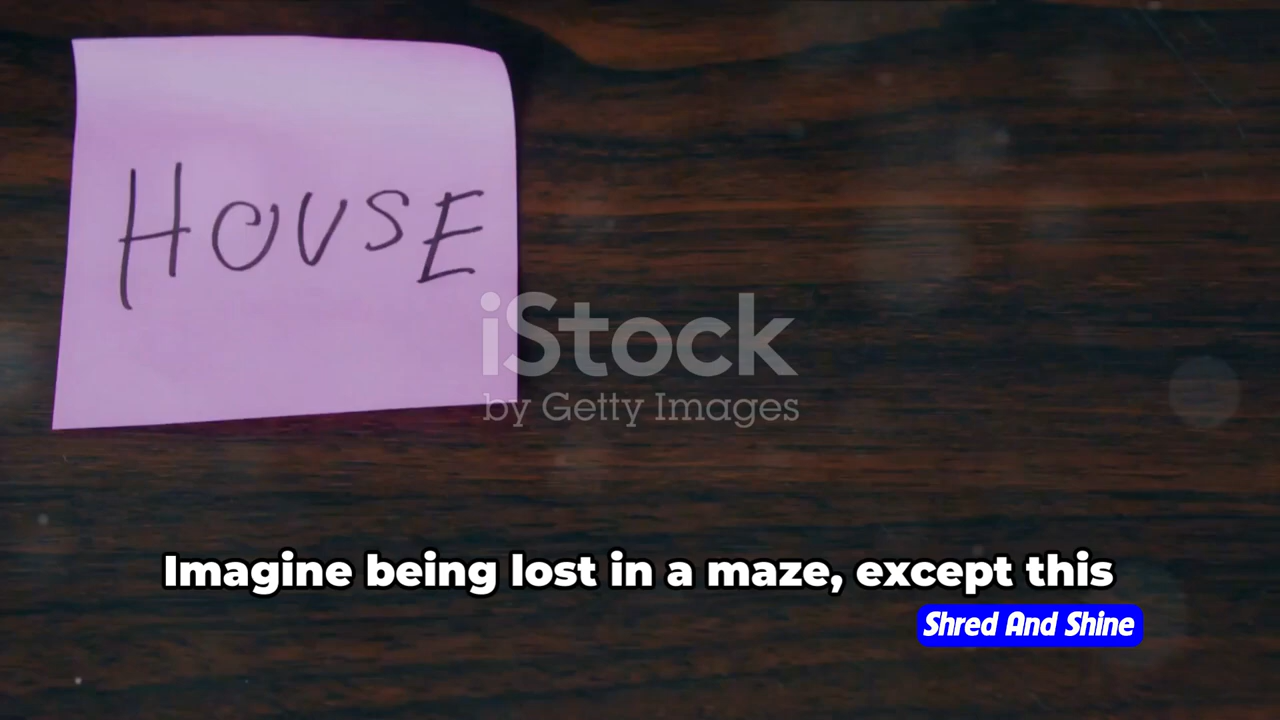 HOUSE
iStock
by Getty Images
Imagine being lost in a maze, except this
Shred And Shine